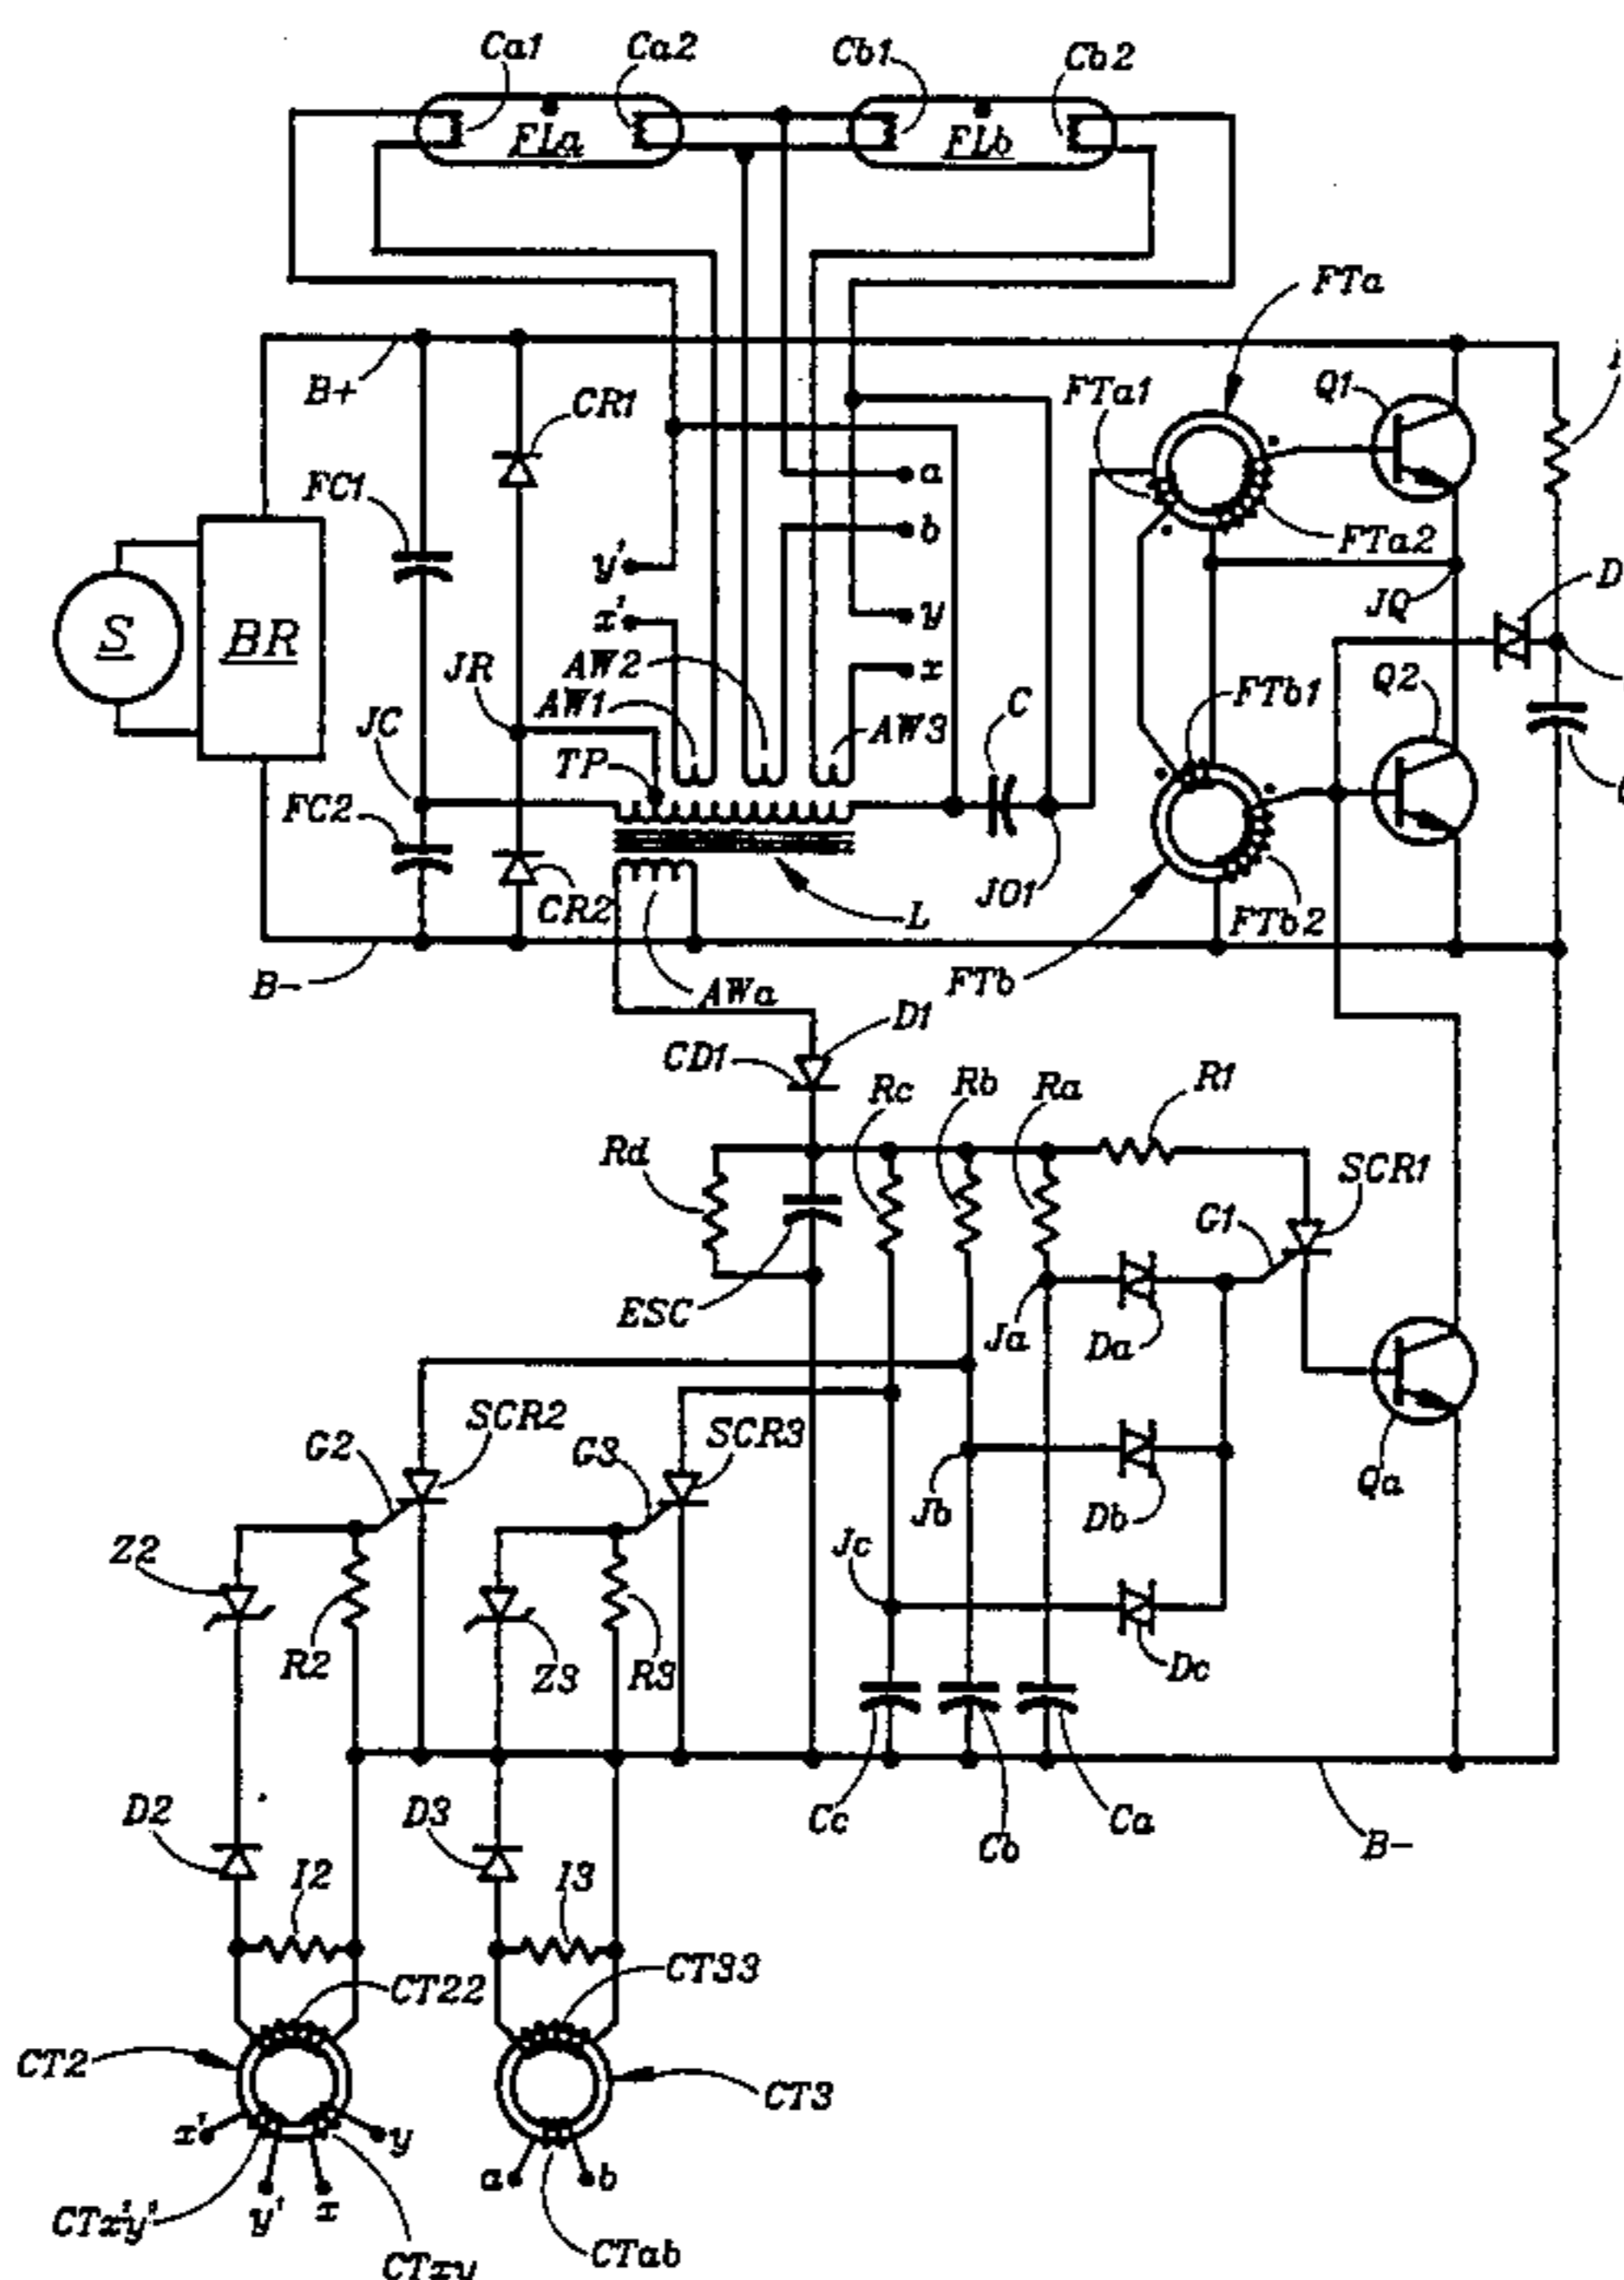 Ca1
Ca2
Cb1
Cb2
FLa
FLb
FTa
B+
CR1
FTa1
Q1
FC1
a
b
FTa2
y'
x'
y
JQ
D
S
BR
JR
AW2
x
FTb1
Q2
JC
AW1
C
AW3
TP
FC2
CR2
L
JO1
FTb2
B-
AWa
FTb
D1
CD1
Rc
Rb
Ra
R1
Rd
SCR1
G1
ESC
Ja
Da
SCR2
G2
G3
SCR3
Jb
Db
Qa
Z2
Jc
R2
Z3
R3
Dc
D2
D3
Cc
Cb
Ca
B-
I2
I3
CT22
CT33
CT2
CT3
x'
y
a
b
y'
x
CTx'y'
CTxy
CTab